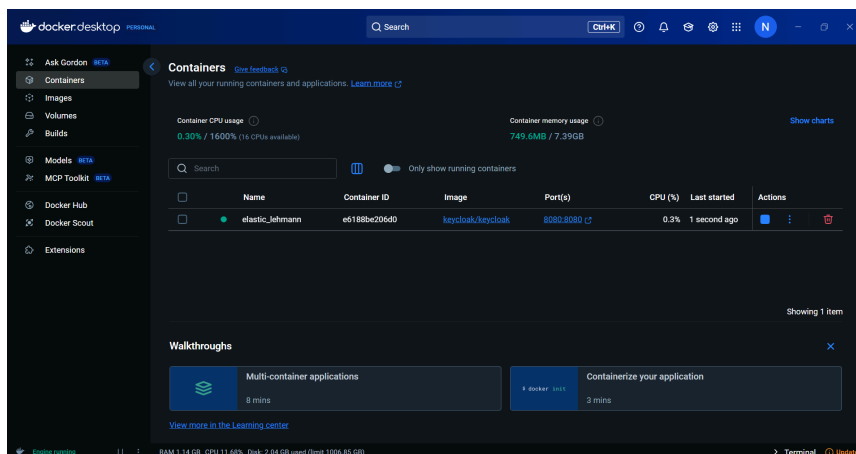 docker.desktop PERSONAL
Search Ctrl+K N
Ask Gordon BETA
Containers
Images
Volumes
Builds
Models BETA
MCP Toolkit BETA
Docker Hub
Docker Scout
Extensions
Containers Give feedback
View all your running containers and applications. Learn more
Container CPU usage
0.30% / 1600% (16 CPUs available)
Container memory usage
749.6MB / 7.39GB
Show charts
Search
Only show running containers
Name Container ID Image Port(s) CPU (%) Last started Actions
elastic_lehmann e6188be206d0 keycloak/keycloak 8080:8080 0.3% 1 second ago
Showing 1 item
Walkthroughs
Multi-container applications
8 mins
$ docker init
Containerize your application
3 mins
View more in the Learning center
Engine running RAM 1.14 GB CPU 11.68% Disk: 2.04 GB used (limit 1006.85 GB) Terminal Update